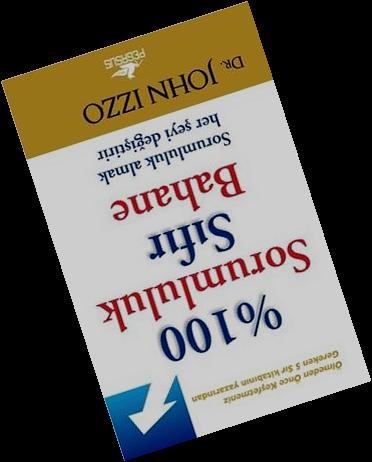 Ölmeden Önce Keşfetmeniz
Gereken 5 Sır kitabının yazarından
%100
Sorumluluk
Sıfır
Bahane
Sorumluluk almak
her şeyi değiştirir
DR. JOHN IZZO
PEGASUS